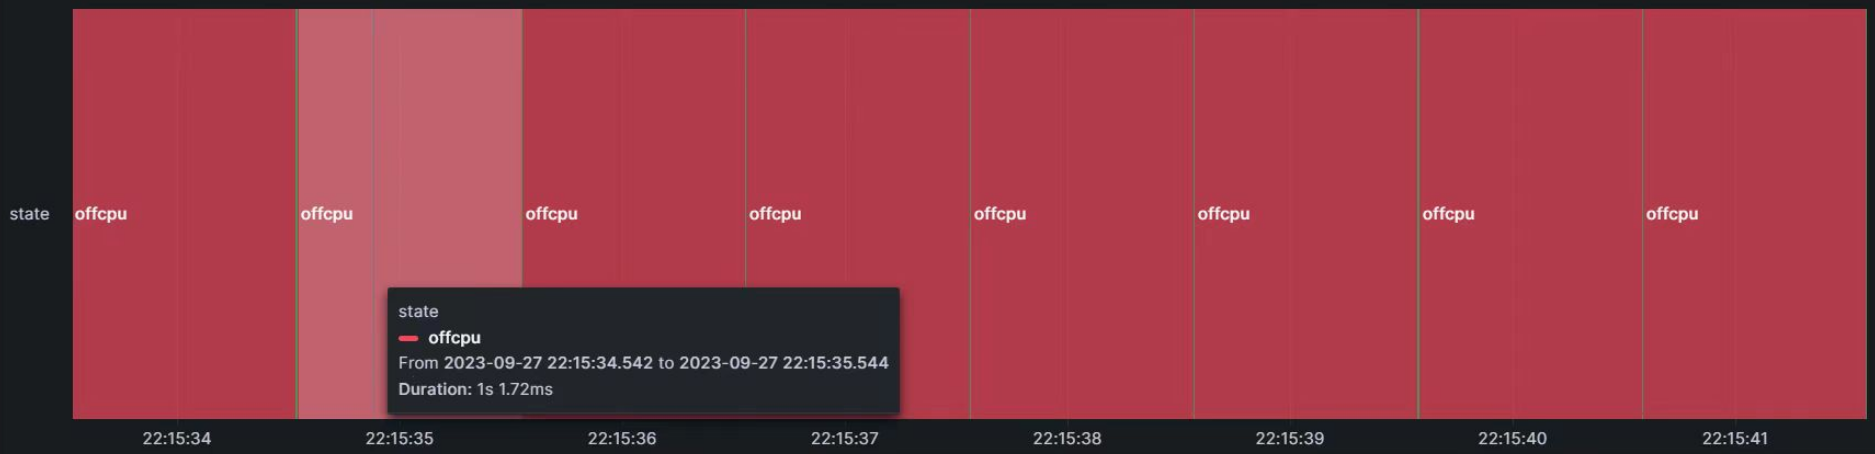 state
offcpu offcpu offcpu offcpu offcpu offcpu offcpu offcpu
state
offcpu
From 2023-09-27 22:15:34.542 to 2023-09-27 22:15:35.544
Duration: 1s 1.72ms
22:15:34 22:15:35 22:15:36 22:15:37 22:15:38 22:15:39 22:15:40 22:15:41